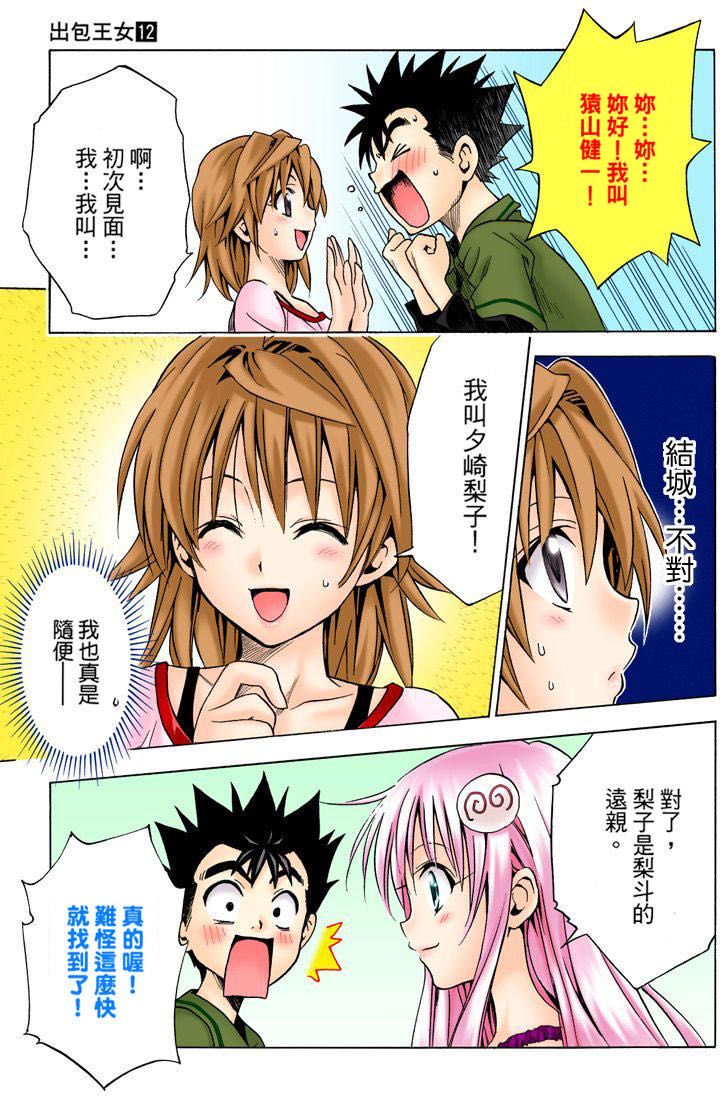 出包王女12
妳…妳…
妳好！我叫
猿山健一！
啊…
初次見面…
我…我叫…
結城…不對……
我叫夕崎梨子！
我也真是
隨便——
對了，
梨子是梨斗的
遠親。
真的喔！
難怪這麼快
就找到了！